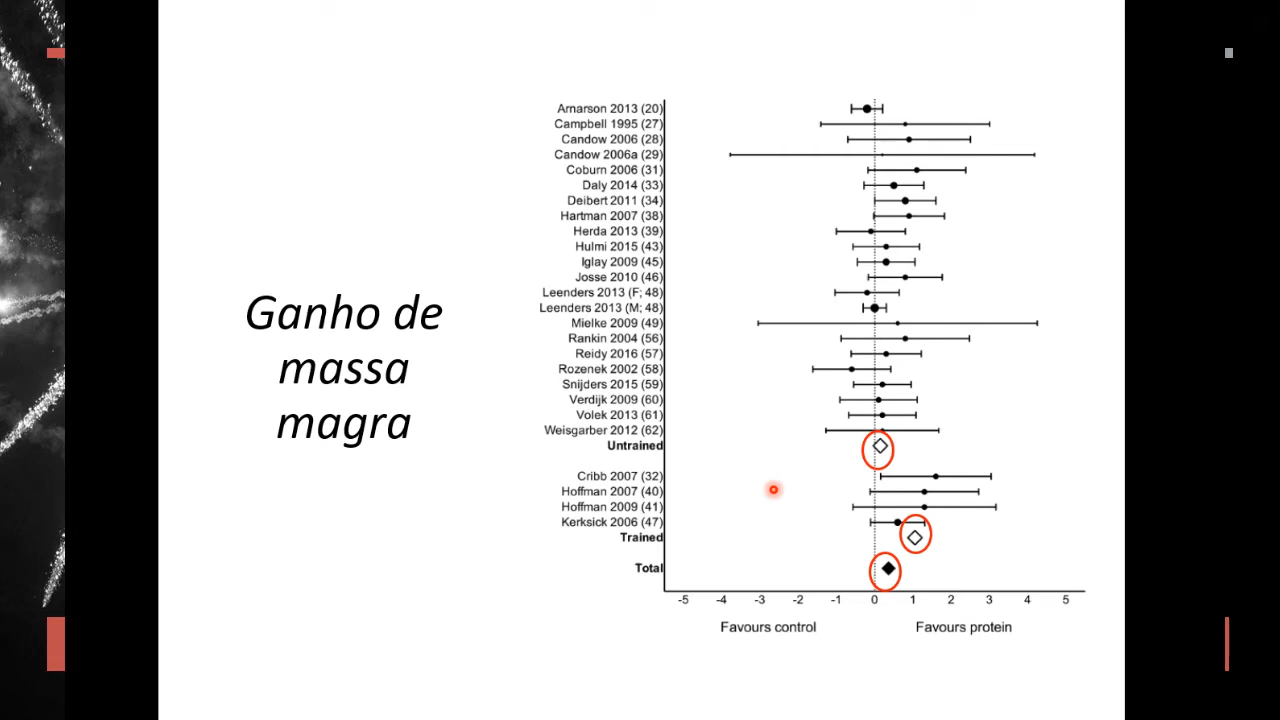 Ganho de
massa
magra
Arnarson 2013 (20)
Campbell 1995 (27)
Candow 2006 (28)
Candow 2006a (29)
Coburn 2006 (31)
Daly 2014 (33)
Deibert 2011 (34)
Hartman 2007 (38)
Herda 2013 (39)
Hulmi 2015 (43)
Iglay 2009 (45)
Josse 2010 (46)
Leenders 2013 (F; 48)
Leenders 2013 (M; 48)
Mielke 2009 (49)
Rankin 2004 (56)
Reidy 2016 (57)
Rozenek 2002 (58)
Snijders 2015 (59)
Verdijk 2009 (60)
Volek 2013 (61)
Weisgarber 2012 (62)
Untrained
Cribb 2007 (32)
Hoffman 2007 (40)
Hoffman 2009 (41)
Kerksick 2006 (47)
Trained
Total
-5 -4 -3 -2 -1 0 1 2 3 4 5
Favours control Favours protein